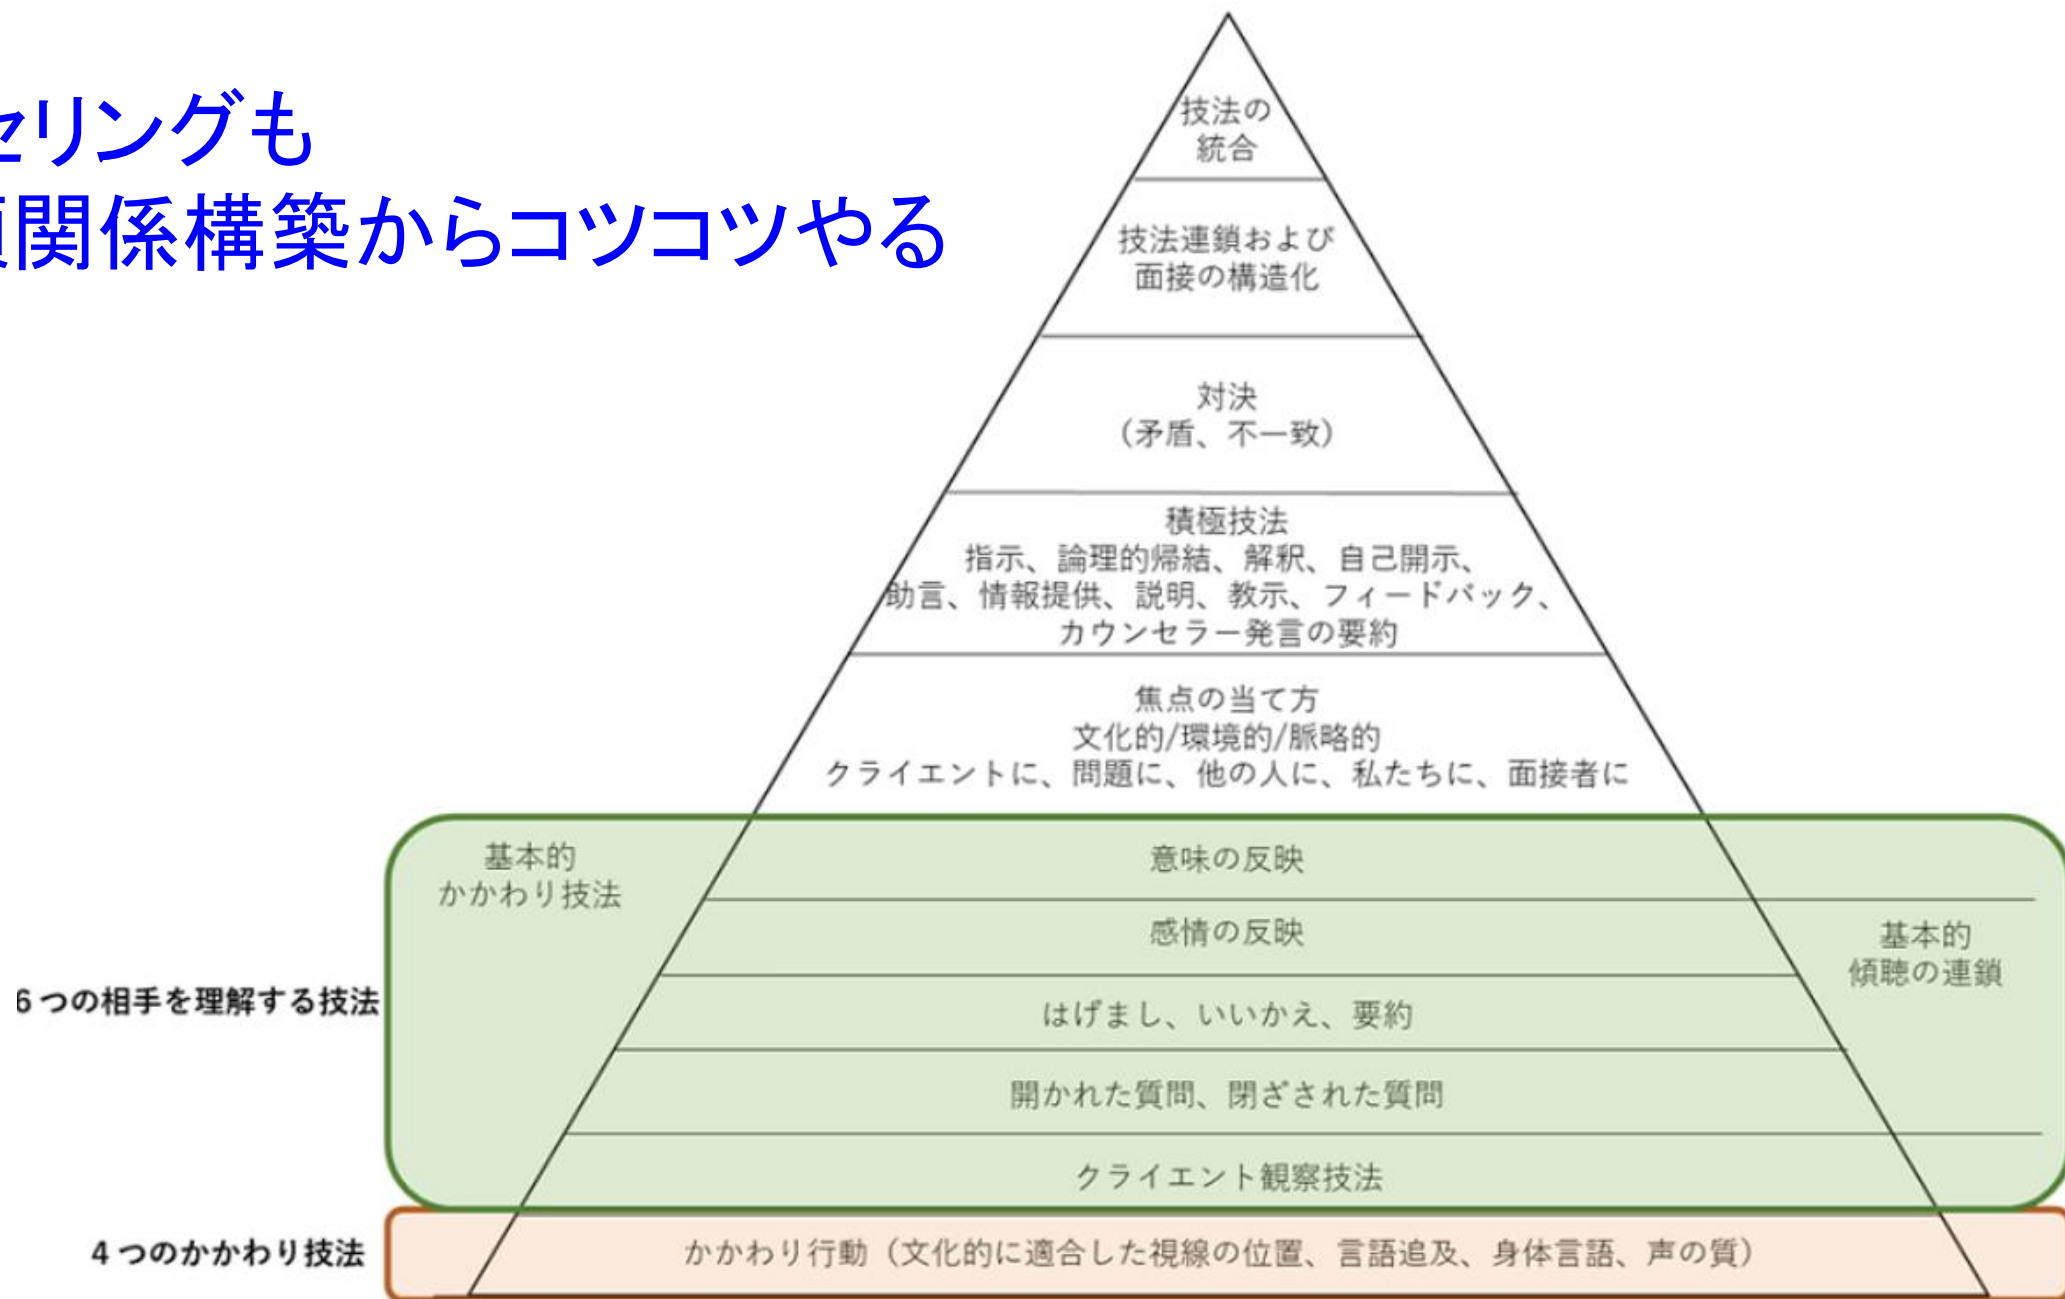 セリングも
関係構築からコツコツやる
技法の
統合
技法連鎖および
面接の構造化
対決
（矛盾、不一致）
積極技法
指示、論理的帰結、解釈、自己開示、
助言、情報提供、説明、教示、フィードバック、
カウンセラー発言の要約
焦点の当て方
文化的/環境的/脈略的
クライエントに、問題に、他の人に、私たちに、面接者に
基本的
かかわり技法
意味の反映
感情の反映
基本的
傾聴の連鎖
6つの相手を理解する技法
はげまし、いいかえ、要約
開かれた質問、閉ざされた質問
クライエント観察技法
4つのかかわり技法
かかわり行動（文化的に適合した視線の位置、言語追及、身体言語、声の質）